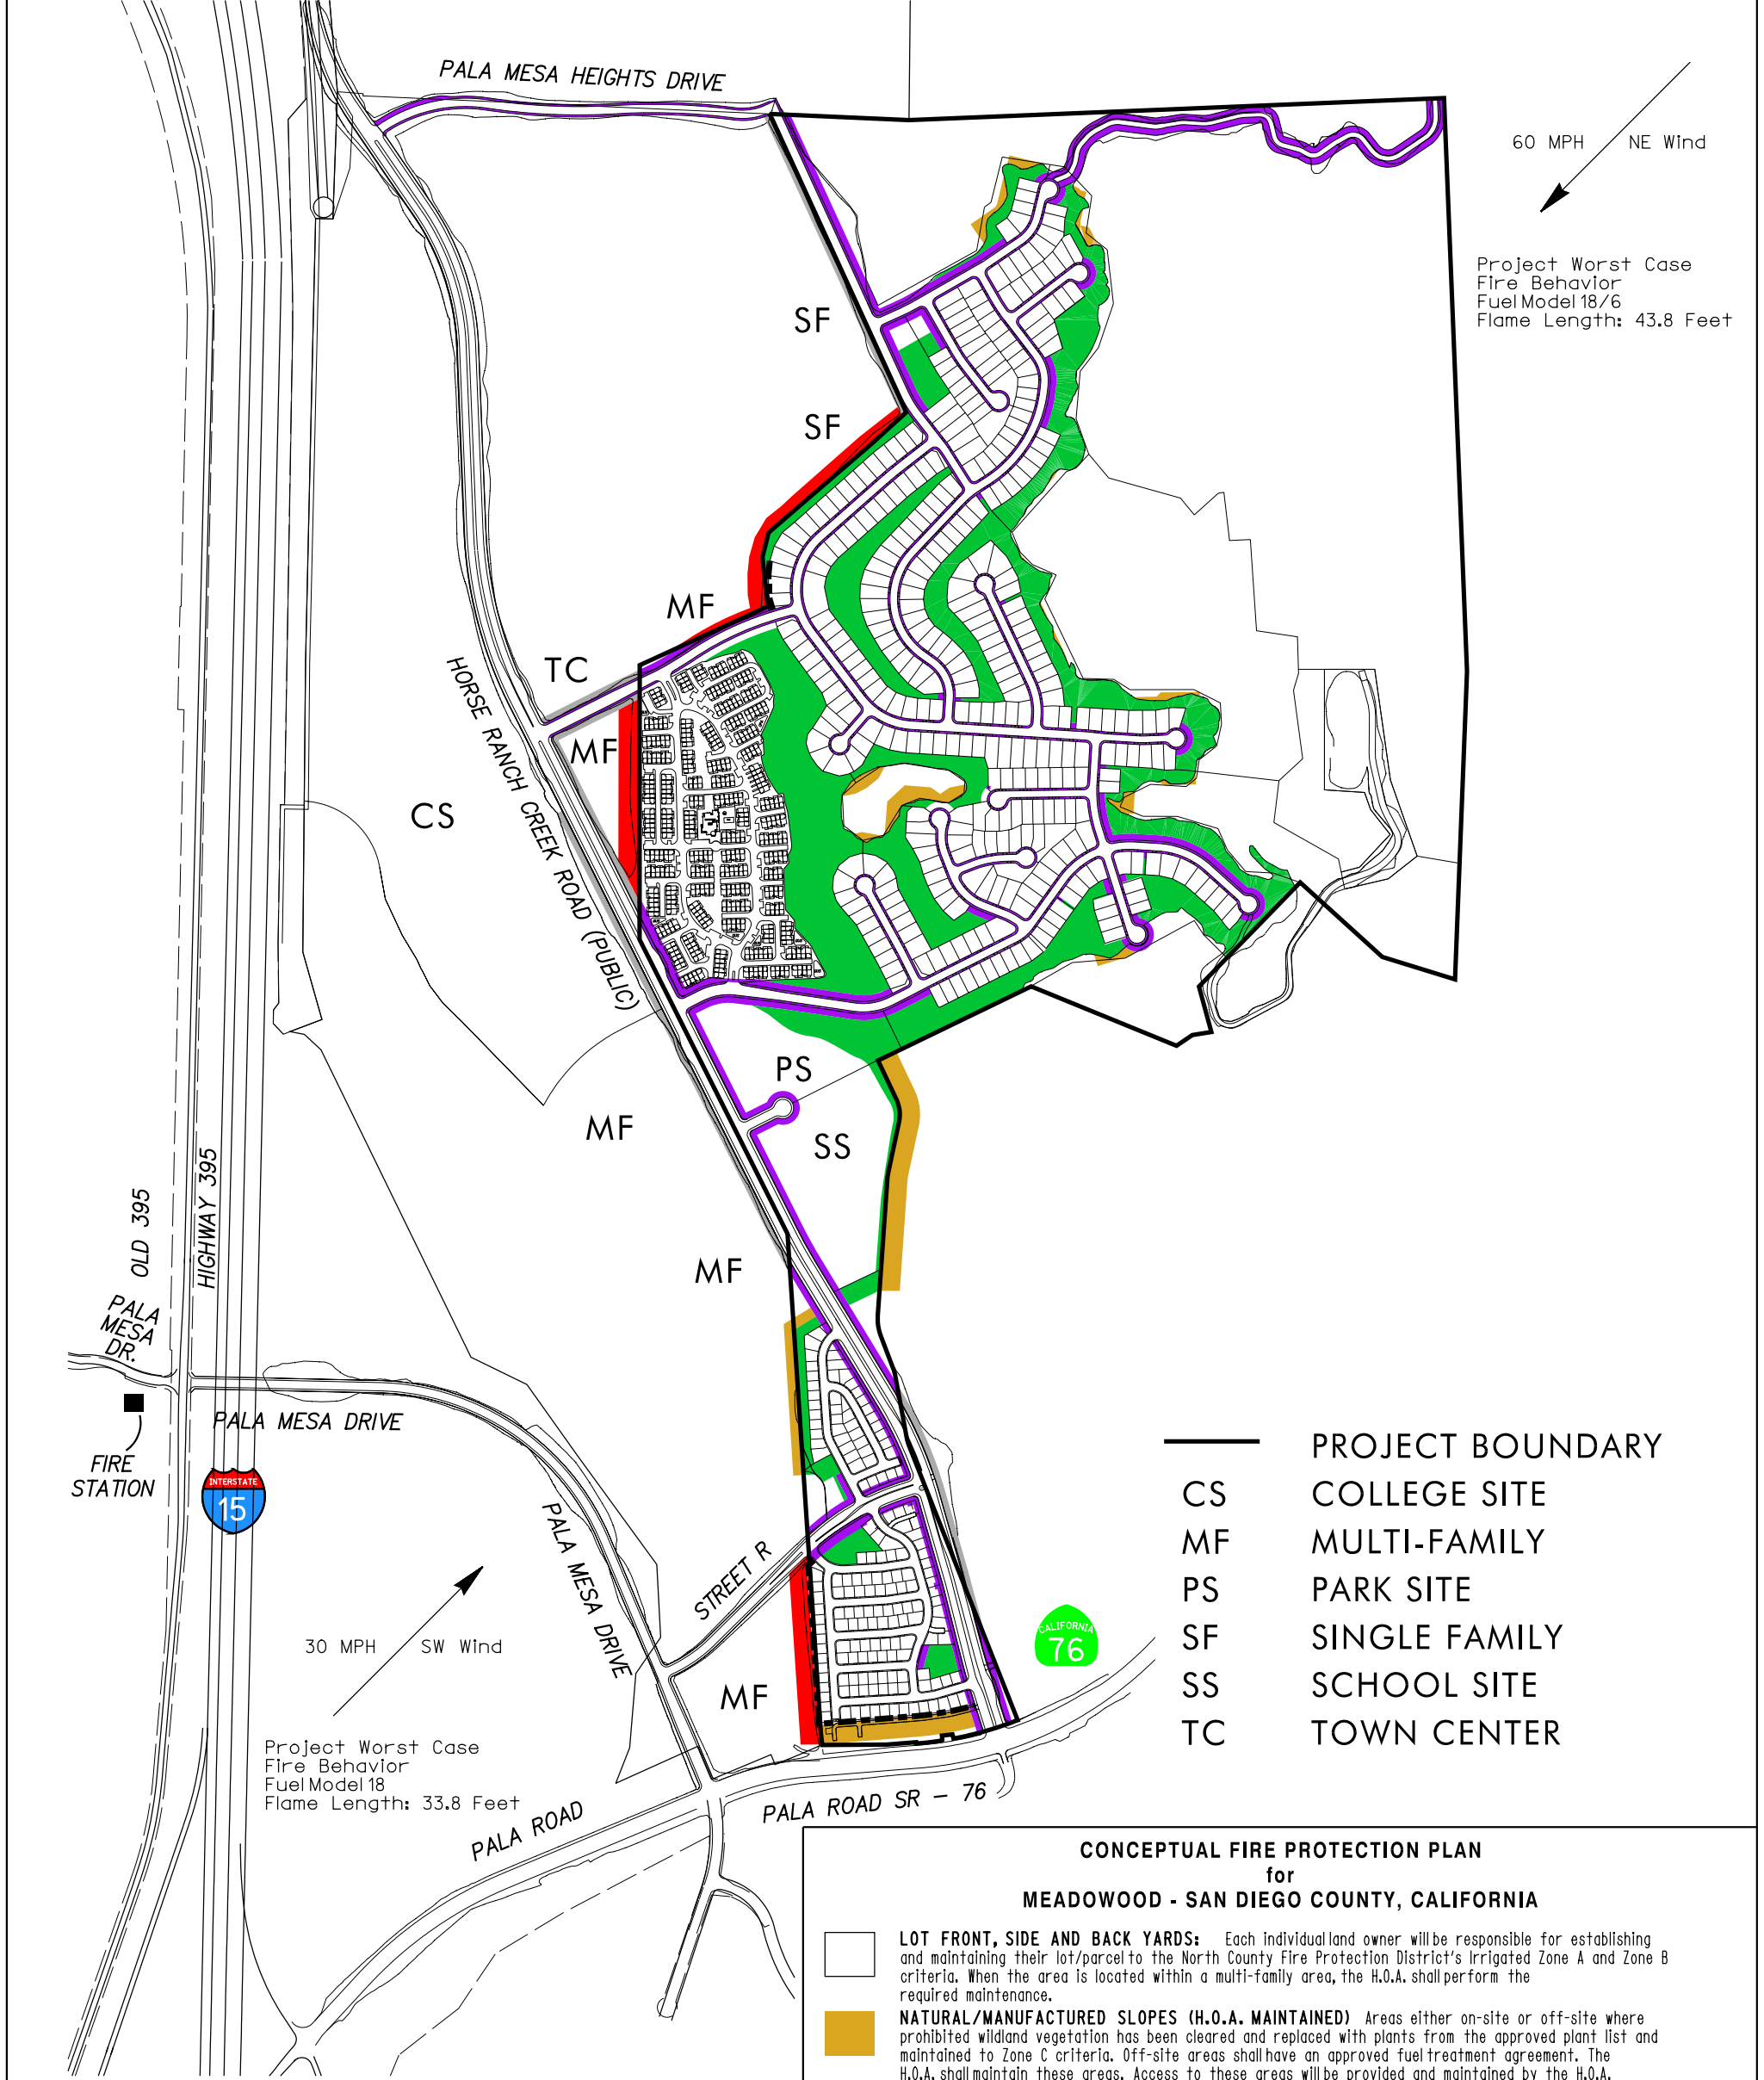 PALA MESA HEIGHTS DRIVE
60 MPH NE Wind
Project Worst Case
Fire Behavior
Fuel Model 18/6
Flame Length: 43.8 Feet
SF
SF
MF
TC
MF
CS
HORSE RANCH CREEK ROAD (PUBLIC)
PS
MF
SS
MF
OLD 395
HIGHWAY 395
PALA
MESA
DR.
PALA MESA DRIVE
FIRE
STATION
INTERSTATE
15
PALA MESA DRIVE
STREET R
30 MPH SW Wind
MF
CALIFORNIA
76
Project Worst Case
Fire Behavior
Fuel Model 18
Flame Length: 33.8 Feet
PALA ROAD
PALA ROAD SR - 76
PROJECT BOUNDARY
CS COLLEGE SITE
MF MULTI-FAMILY
PS PARK SITE
SF SINGLE FAMILY
SS SCHOOL SITE
TC TOWN CENTER
CONCEPTUAL FIRE PROTECTION PLAN
for
MEADOWOOD - SAN DIEGO COUNTY, CALIFORNIA
LOT FRONT, SIDE AND BACK YARDS: Each individual land owner will be responsible for establishing
and maintaining their lot/parcel to the North County Fire Protection District's Irrigated Zone A and Zone B
criteria. When the area is located within a multi-family area, the H.O.A. shall perform the
required maintenance.
NATURAL/MANUFACTURED SLOPES (H.O.A. MAINTAINED) Areas either on-site or off-site where
prohibited wildland vegetation has been cleared and replaced with plants from the approved plant list and
maintained to Zone C criteria. Off-site areas shall have an approved fuel treatment agreement. The
H.O.A. shall maintain these areas. Access to these areas will be provided and maintained by the H.O.A.